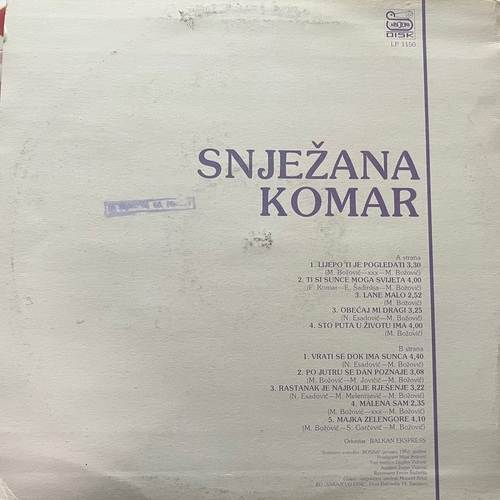 DISK
LP 1150
SNJEŽANA
KOMAR
A strana
1. LIJEPO TI JE POGLEDATI 3,30
(M. Božović—xxx—M. Božović)
2. TI SI SUNCE MOGA SVIJETA 4,00
(F. Komar—E. Šadinlija—M. Božović)
3. LANE MALO 2,52
(M. Božović)
3. OBEĆAJ MI DRAGI 3,25
(N. Esadović—M. Božović)
4. STO PUTA U ŽIVOTU IMA 4,00
(M. Božović)
B strana
1. VRATI SE DOK IMA SUNCA 4,40
(N. Esadović—M. Božović)
2. PO JUTRU SE DAN POZNAJE 3,08
(M. Božović—M. Jovičić—M. Božović)
3. RASTANAK JE NAJBOLJE RJEŠENJE 3,22
(N. Esadović—M. Božović)
4. MALENA SAM 2,35
(M. Božović—xxx—M. Božović)
5. MAJKA ZELENGORE 4,10
(M. Božović—S. Garčević—M. Božović)
Orkestar BALKAN EKSPRES